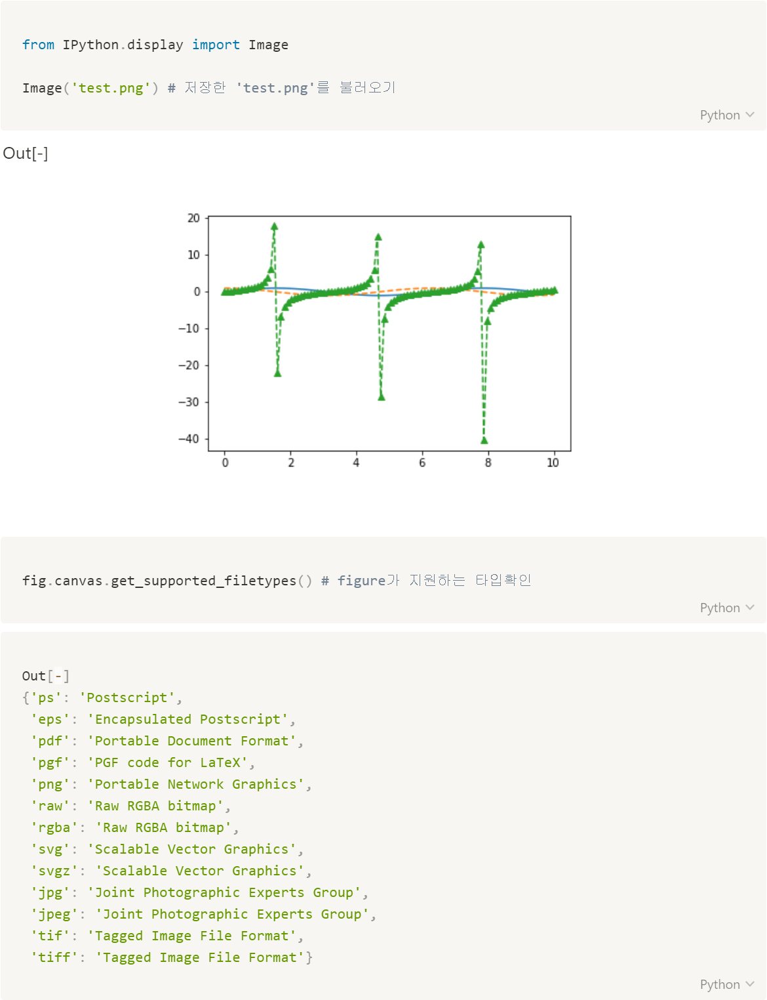 from IPython.display import Image
Image('test.png') # 저장한 'test.png'를 불러오기
Python
Out[-]
20
10
0
−10
−20
−30
−40
0 2 4 6 8 10
fig.canvas.get_supported_filetypes() # figure가 지원하는 타입확인
Python
Out[-]
{'ps': 'Postscript',
'eps': 'Encapsulated Postscript',
'pdf': 'Portable Document Format',
'pgf': 'PGF code for LaTeX',
'png': 'Portable Network Graphics',
'raw': 'Raw RGBA bitmap',
'rgba': 'Raw RGBA bitmap',
'svg': 'Scalable Vector Graphics',
'svgz': 'Scalable Vector Graphics',
'jpg': 'Joint Photographic Experts Group',
'jpeg': 'Joint Photographic Experts Group',
'tif': 'Tagged Image File Format',
'tiff': 'Tagged Image File Format'}
Python